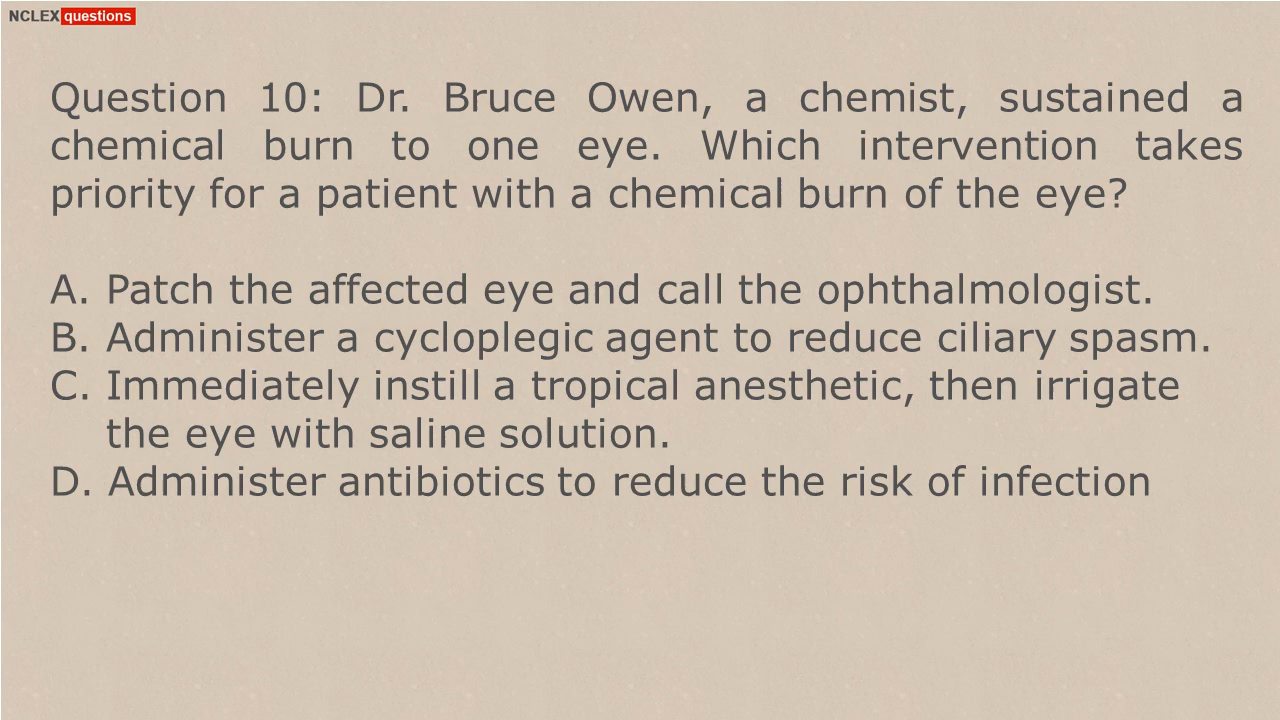 NCLEX questions
Question 10: Dr. Bruce Owen, a chemist, sustained a
chemical burn to one eye. Which intervention takes
priority for a patient with a chemical burn of the eye?
A. Patch the affected eye and call the ophthalmologist.
B. Administer a cycloplegic agent to reduce ciliary spasm.
C. Immediately instill a tropical anesthetic, then irrigate
the eye with saline solution.
D. Administer antibiotics to reduce the risk of infection